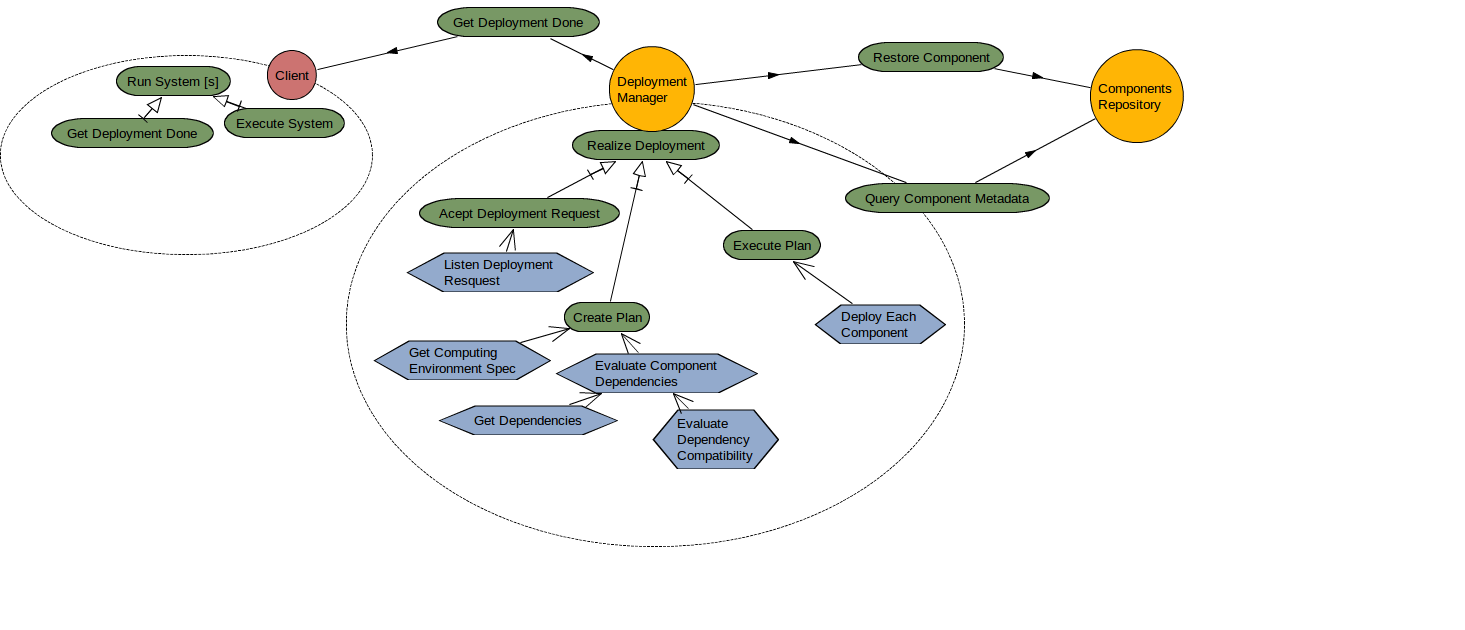 Get Deployment Done
Client
Run System [s]
Get Deployment Done
Execute System
Deployment
Manager
Restore Component
Components
Repository
Realize Deployment
Query Component Metadata
Acept Deployment Request
Listen Deployment
Resquest
Execute Plan
Create Plan
Deploy Each
Component
Get Computing
Environment Spec
Evaluate Component
Dependencies
Get Dependencies
Evaluate
Dependency
Compatibility